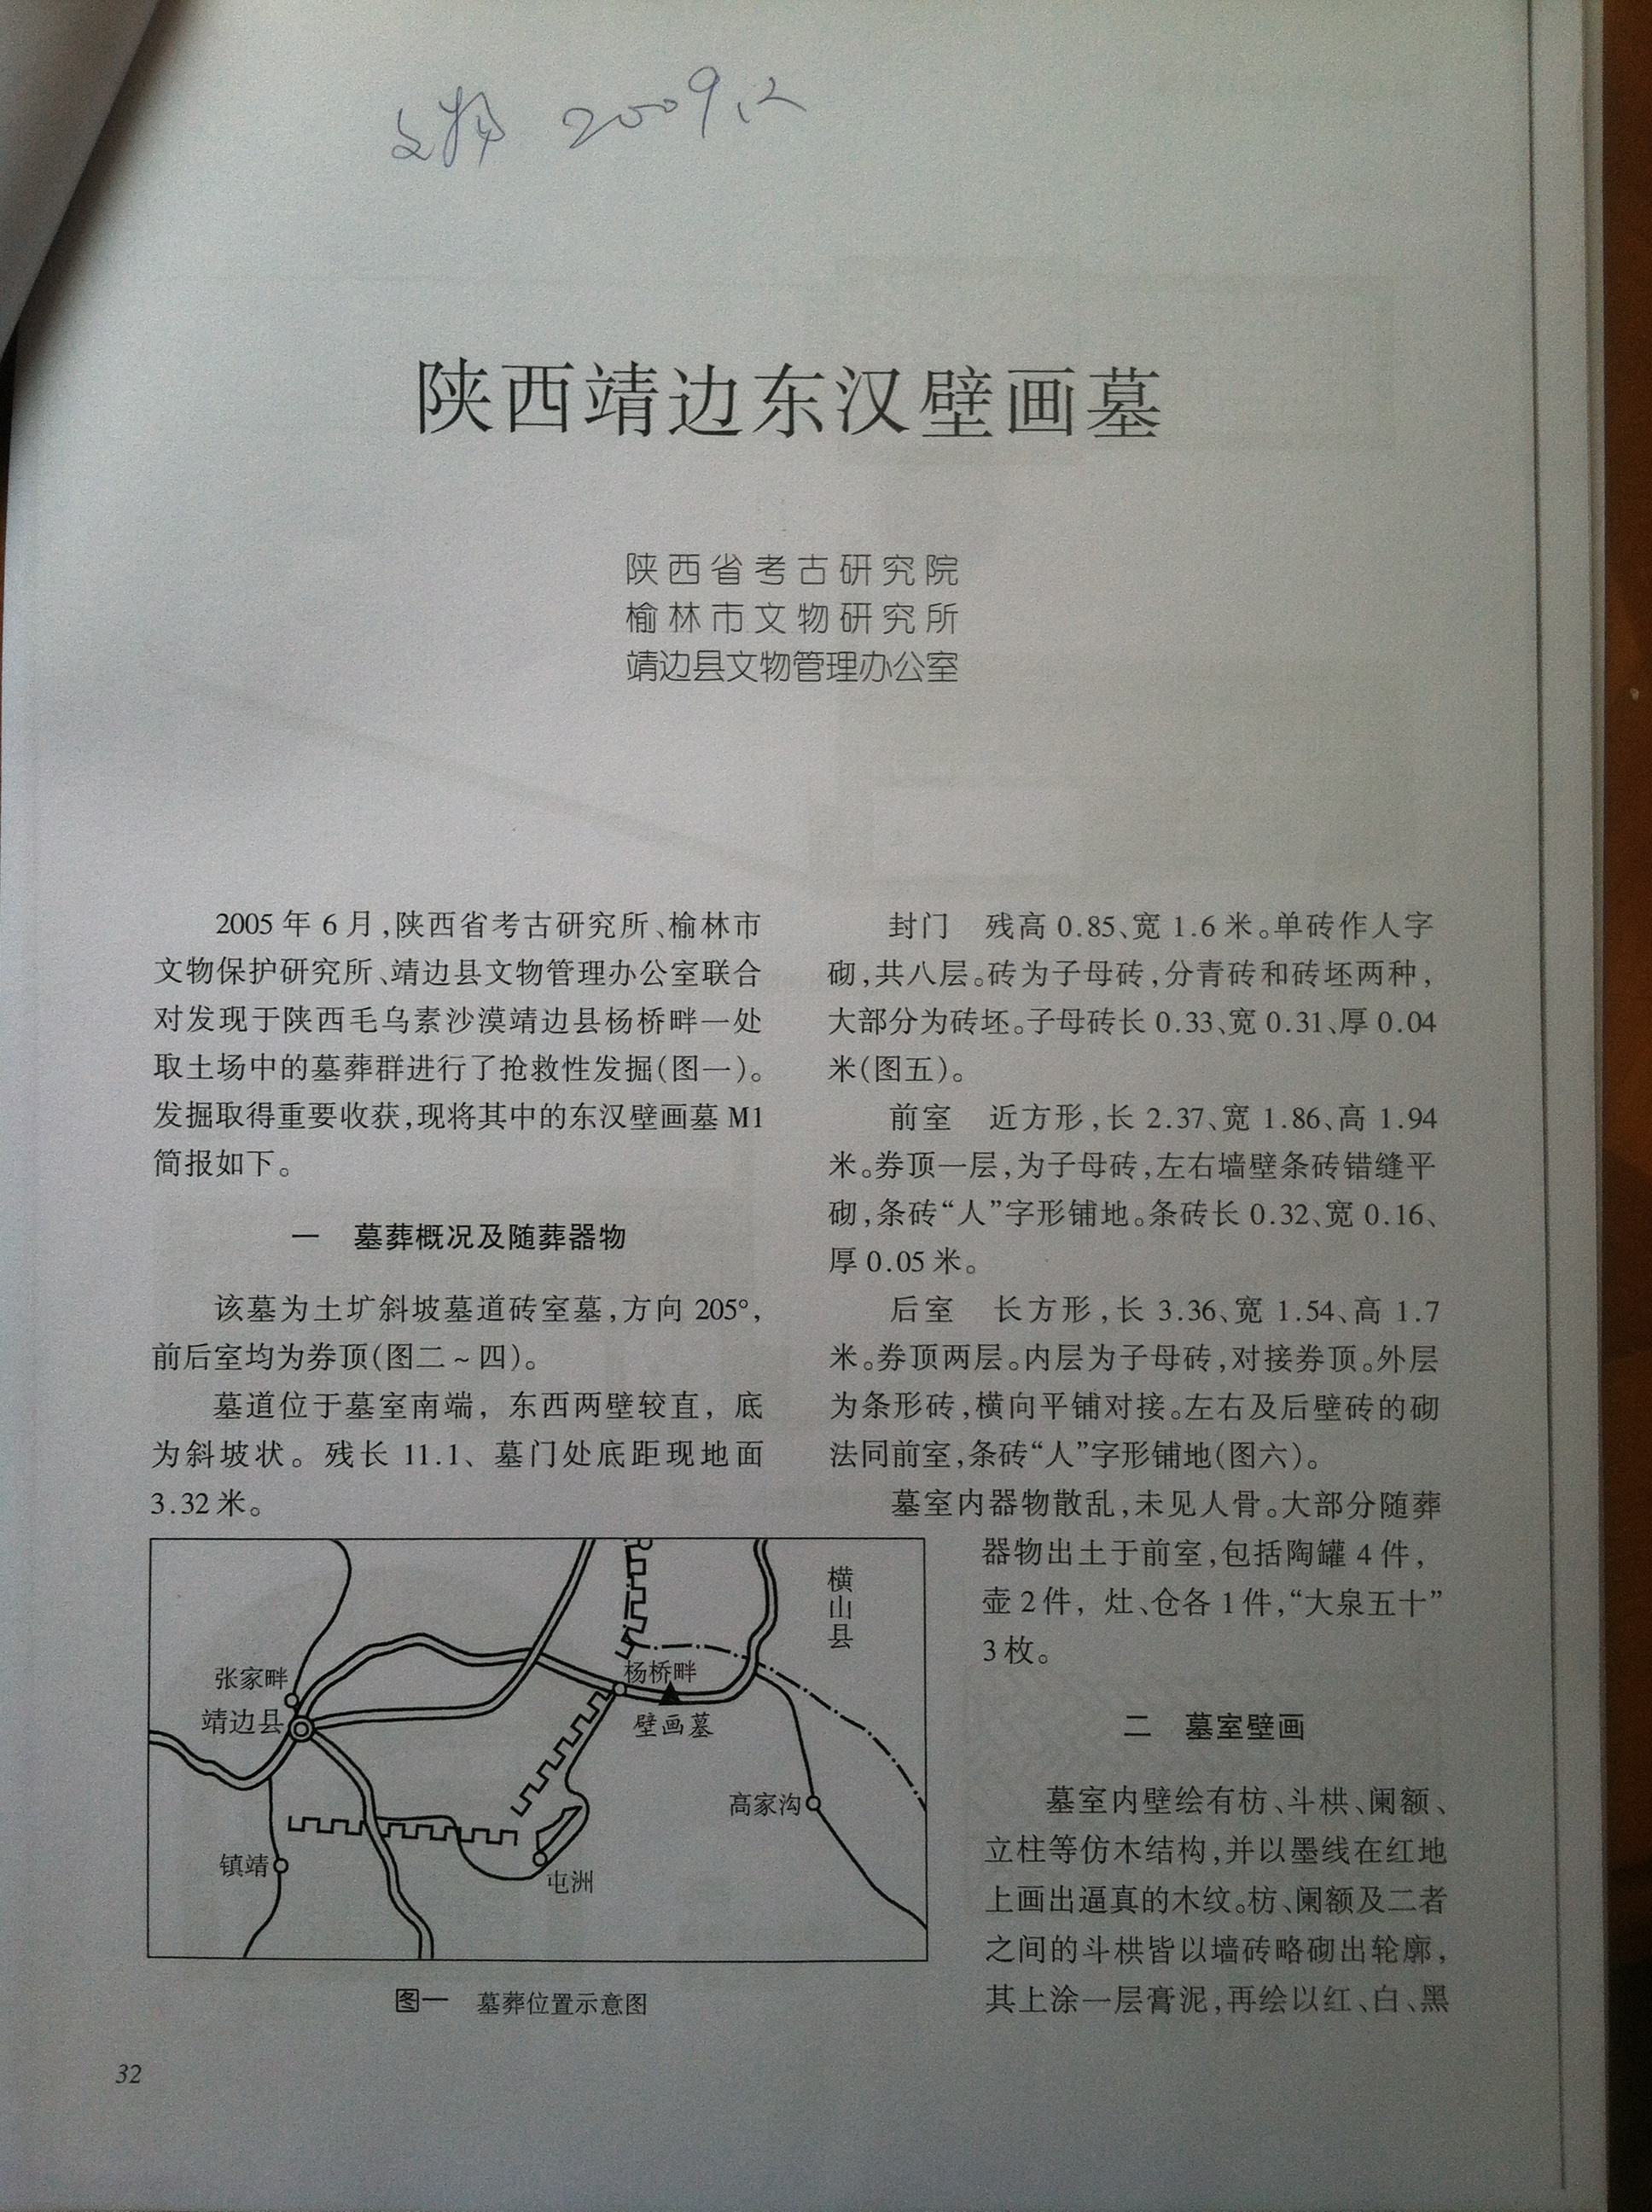 文物 2009.12
陕西靖边东汉壁画墓
陕西省考古研究院
榆林市文物研究所
靖边县文物管理办公室
2005年6月,陕西省考古研究所、榆林市
文物保护研究所、靖边县文物管理办公室联合
对发现于陕西毛乌素沙漠靖边县杨桥畔一处
取土场中的墓葬群进行了抢救性发掘(图一)。
发掘取得重要收获,现将其中的东汉壁画墓M1
简报如下。
一 墓葬概况及随葬器物
该墓为土圹斜坡墓道砖室墓,方向205°,
前后室均为券顶(图二~四)。
墓道位于墓室南端,东西两壁较直,底
为斜坡状。残长11.1、墓门处底距现地面
3.32米。
封门 残高0.85、宽1.6米。单砖作人字
砌,共八层。砖为子母砖,分青砖和砖坯两种,
大部分为砖坯。子母砖长0.33、宽0.31、厚0.04
米(图五)。
前室 近方形,长2.37、宽1.86、高1.94
米。券顶一层,为子母砖,左右墙壁条砖错缝平
砌,条砖“人”字形铺地。条砖长0.32、宽0.16、
厚0.05米。
后室 长方形,长3.36、宽1.54、高1.7
米。券顶两层。内层为子母砖,对接券顶。外层
为条形砖,横向平铺对接。左右及后壁砖的砌
法同前室,条砖“人”字形铺地(图六)。
墓室内器物散乱,未见人骨。大部分随葬
器物出土于前室,包括陶罐4件,
壶2件,灶、仓各1件,“大泉五十”
3枚。
二 墓室壁画
墓室内壁绘有枋、斗栱、阑额、
立柱等仿木结构,并以墨线在红地
上画出逼真的木纹。枋、阑额及二者
之间的斗栱皆以墙砖略砌出轮廓,
其上涂一层膏泥,再绘以红、白、黑
横山县
张家畔
杨桥畔
靖边县
壁画墓
高家沟
镇靖
屯洲
图一 墓葬位置示意图
32